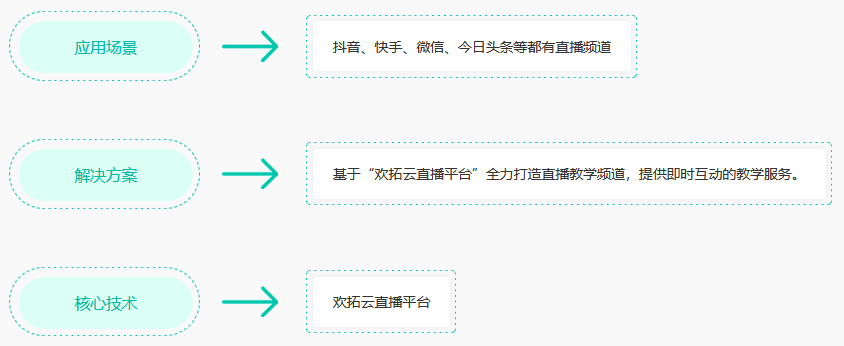 应用场景
抖音、快手、微信、今日头条等都有直播频道
解决方案
基于“欢拓云直播平台”全力打造直播教学频道，提供即时互动的教学服务。
核心技术
欢拓云直播平台